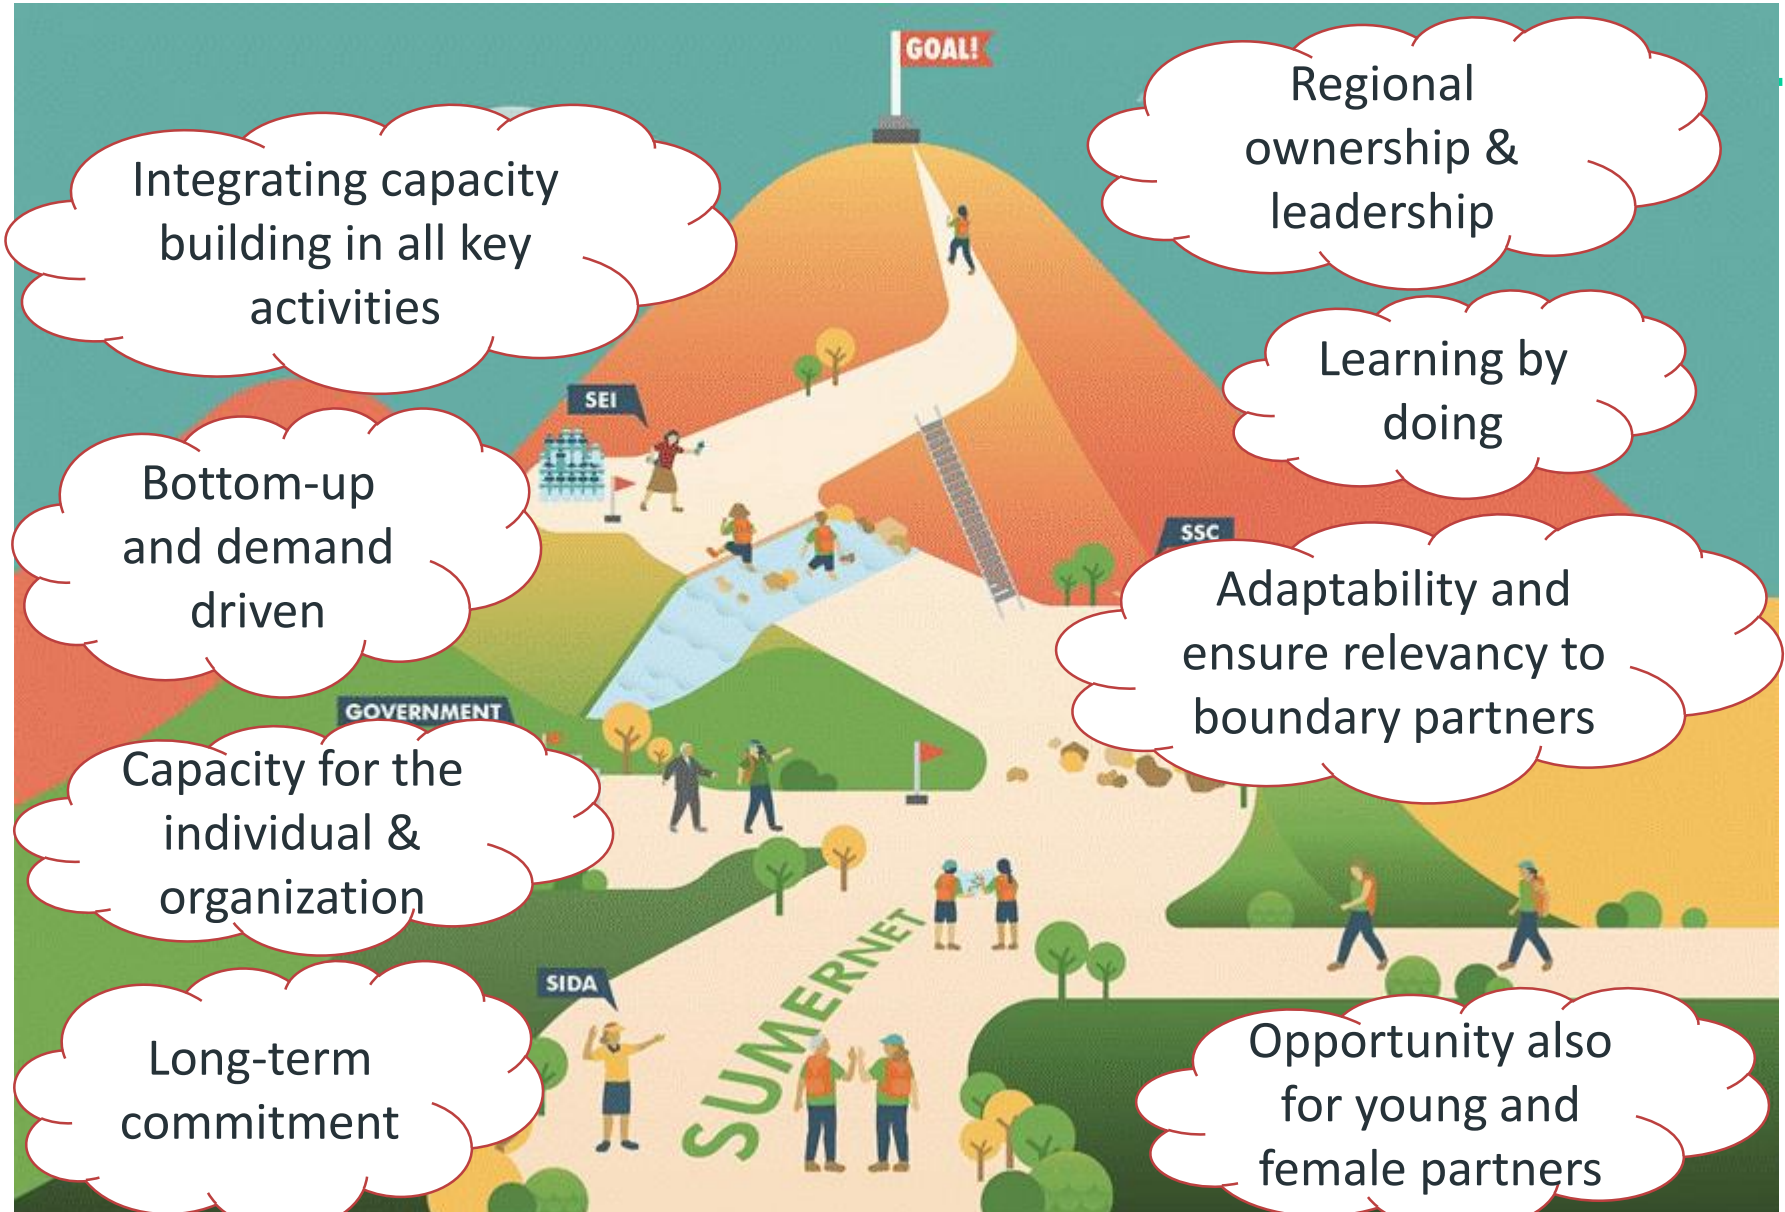 GOAL!
Integrating capacity
building in all key
activities
Regional
ownership &
leadership
Learning by
doing
SEI
Bottom-up
and demand
driven
SSC
Adaptability and
ensure relevancy to
boundary partners
GOVERNMENT
Capacity for the
individual &
organization
SUMERNET
SIDA
Long-term
commitment
Opportunity also
for young and
female partners